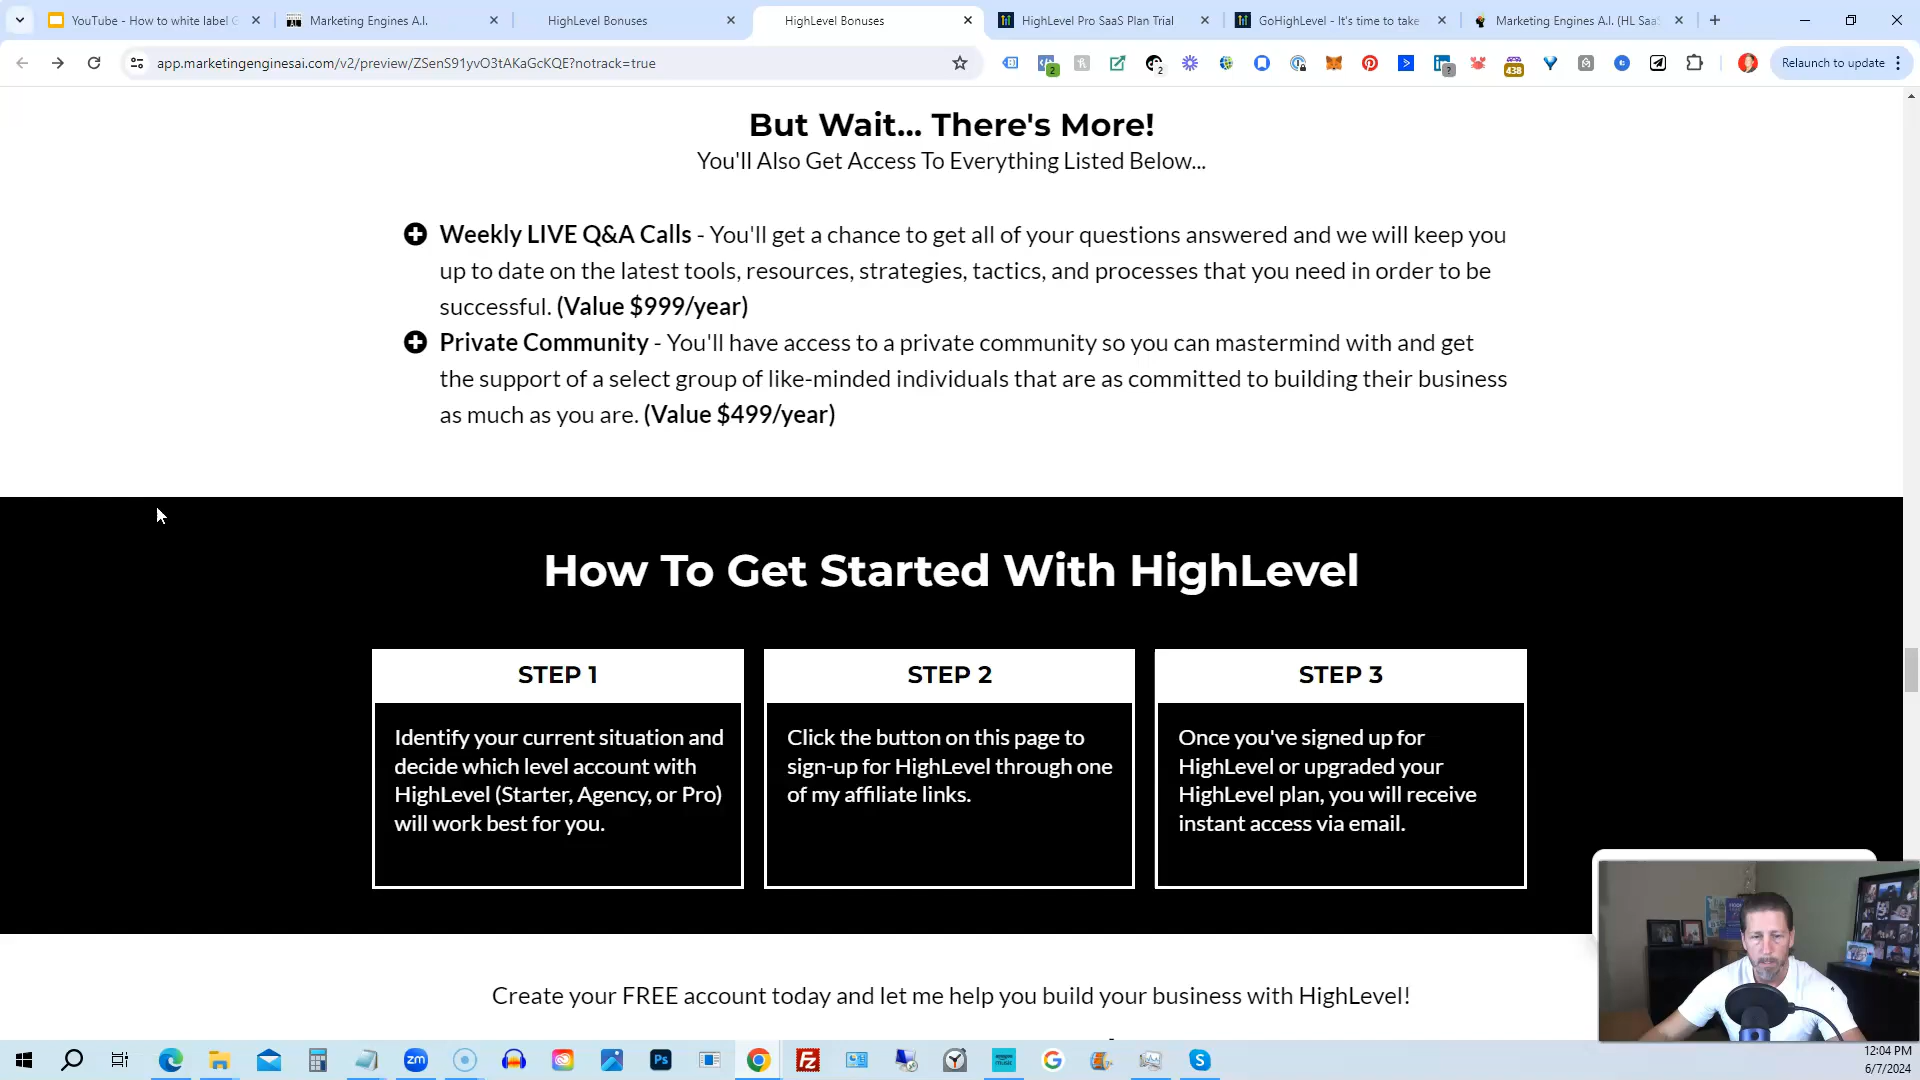 YouTube - How to white label G
Marketing Engines A.I.
HighLevel Bonuses
HighLevel Bonuses
HighLevel Pro SaaS Plan Trial
GoHighLevel - It's time to take
Marketing Engines A.I. (HL SaaS
app.marketingenginesai.com/v2/preview/ZSenS91yvO3tAKaGcKQE?notrack=true
2
2
?
438
Relaunch to update
But Wait... There's More!
You'll Also Get Access To Everything Listed Below...
Weekly LIVE Q&A Calls - You'll get a chance to get all of your questions answered and we will keep you
up to date on the latest tools, resources, strategies, tactics, and processes that you need in order to be
successful. (Value $999/year)
Private Community - You'll have access to a private community so you can mastermind with and get
the support of a select group of like-minded individuals that are as committed to building their business
as much as you are. (Value $499/year)
How To Get Started With HighLevel
STEP 1
Identify your current situation and
decide which level account with
HighLevel (Starter, Agency, or Pro)
will work best for you.
STEP 2
Click the button on this page to
sign-up for HighLevel through one
of my affiliate links.
STEP 3
Once you've signed up for
HighLevel or upgraded your
HighLevel plan, you will receive
instant access via email.
Create your FREE account today and let me help you build your business with HighLevel!
zm
Ps
amazon
music
12:04 PM
6/7/2024